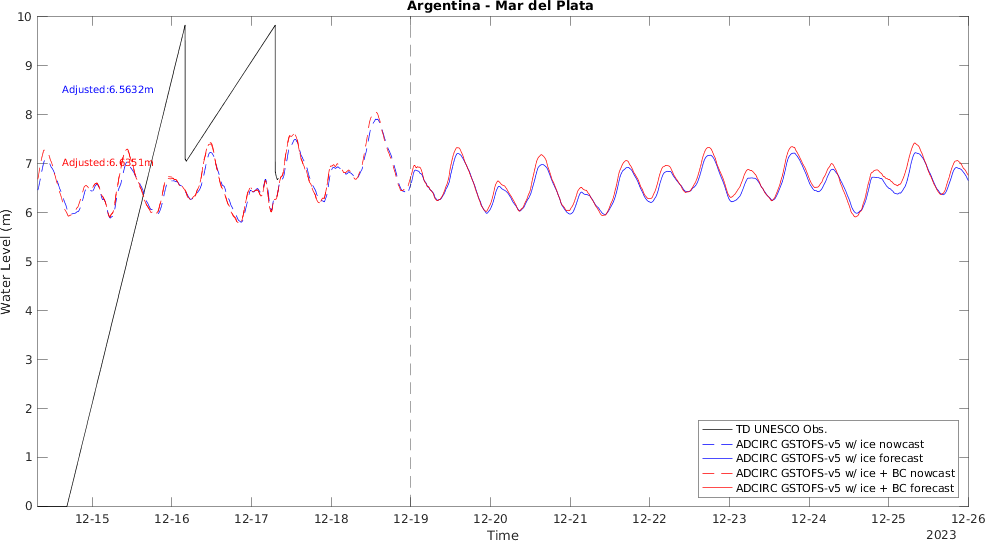 Argentina - Mar del Plata
10
9
8
7
6
5
4
3
2
1
0
Water Level (m)
Adjusted:6.5632m
Adjusted:6.6351m
12-15
12-16
12-17
12-18
12-19
12-20
12-21
12-22
12-23
12-24
12-25
12-26
Time
2023
TD UNESCO Obs.
ADCIRC GSTOFS-v5 w/ ice nowcast
ADCIRC GSTOFS-v5 w/ ice forecast
ADCIRC GSTOFS-v5 w/ ice + BC nowcast
ADCIRC GSTOFS-v5 w/ ice + BC forecast